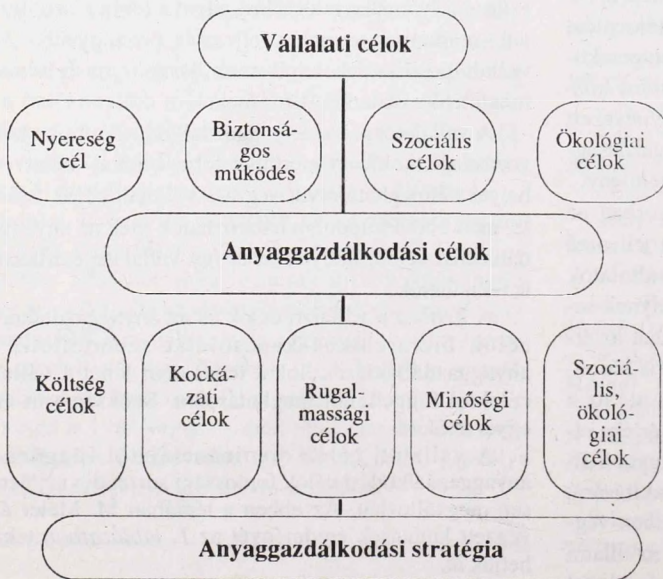 Vállalati célok
Nyereség
cél
Biztonsá-
gos
működés
Szociális
célok
Ökológiai
célok
Anyaggazdálkodási célok
Költség
célok
Kocká-
zati
célok
Rugal-
massági
célok
Minőségi
célok
Szociá-
lis,
ökoló-
giai
célok
Anyaggazdálkodási stratégia